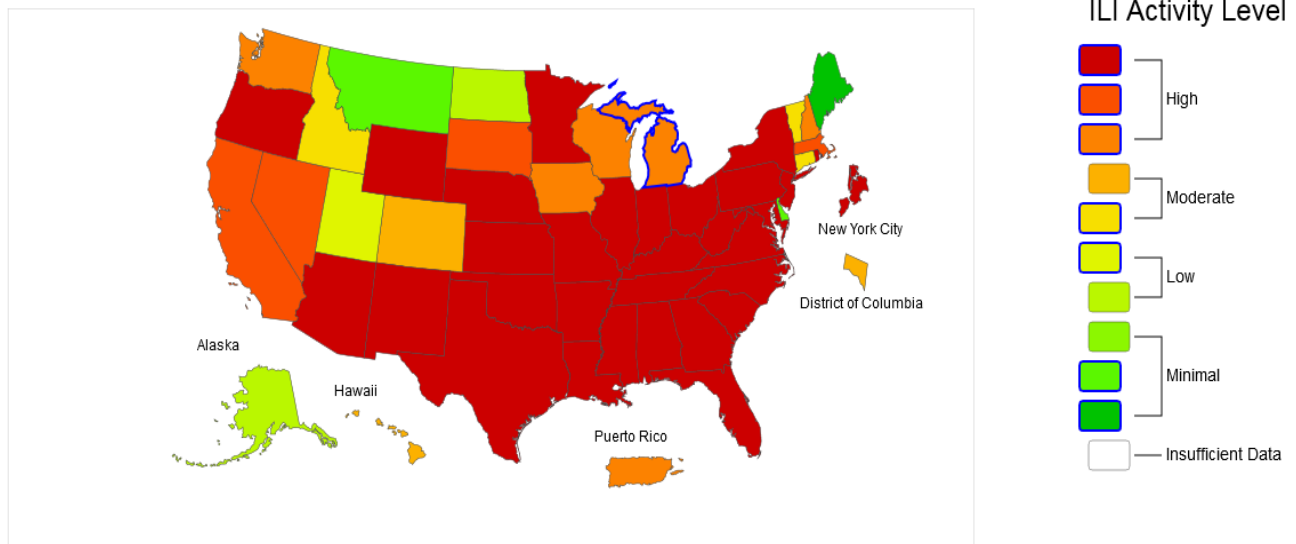 ILI Activity Level
High
Moderate
Low
Minimal
Insufficient Data
New York City
District of Columbia
Alaska
Hawaii
Puerto Rico